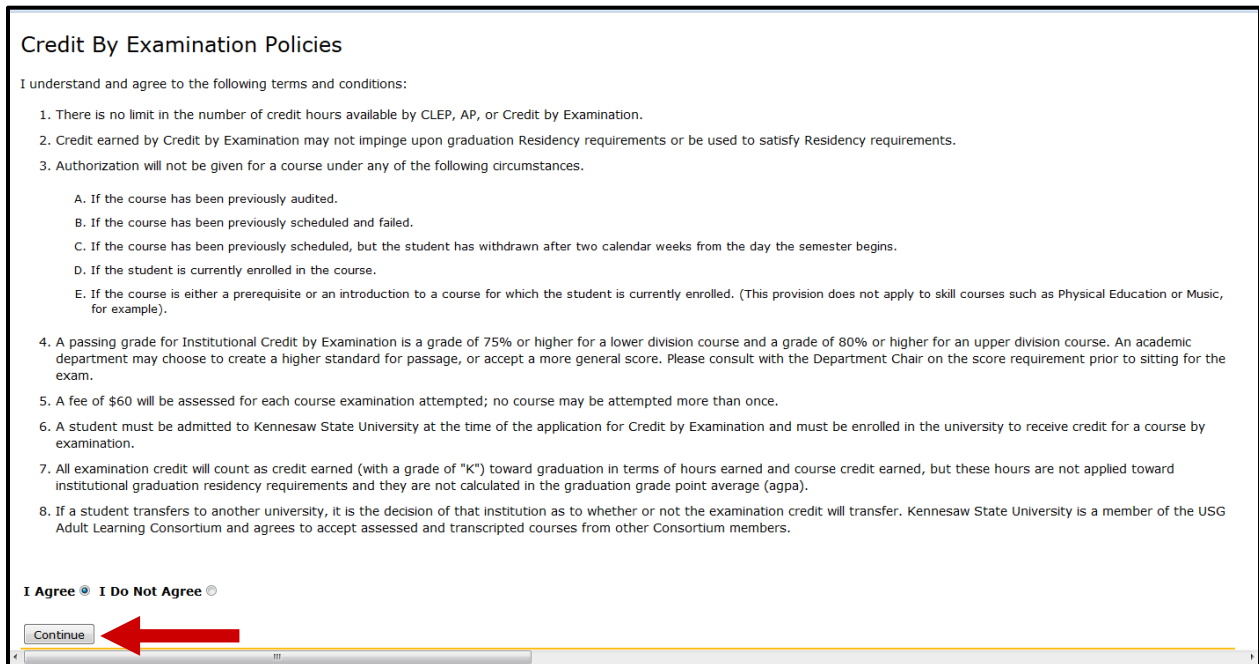 Credit By Examination Policies
I understand and agree to the following terms and conditions:
1. There is no limit in the number of credit hours available by CLEP, AP, or Credit by Examination.
2. Credit earned by Credit by Examination may not impinge upon graduation Residency requirements or be used to satisfy Residency requirements.
3. Authorization will not be given for a course under any of the following circumstances.
A. If the course has been previously audited.
B. If the course has been previously scheduled and failed.
C. If the course has been previously scheduled, but the student has withdrawn after two calendar weeks from the day the semester begins.
D. If the student is currently enrolled in the course.
E. If the course is either a prerequisite or an introduction to a course for which the student is currently enrolled. (This provision does not apply to skill courses such as Physical Education or Music,
for example).
4. A passing grade for Institutional Credit by Examination is a grade of 75% or higher for a lower division course and a grade of 80% or higher for an upper division course. An academic
department may choose to create a higher standard for passage, or accept a more general score. Please consult with the Department Chair on the score requirement prior to sitting for the
exam.
5. A fee of $60 will be assessed for each course examination attempted; no course may be attempted more than once.
6. A student must be admitted to Kennesaw State University at the time of the application for Credit by Examination and must be enrolled in the university to receive credit for a course by
examination.
7. All examination credit will count as credit earned (with a grade of "K") toward graduation in terms of hours earned and course credit earned, but these hours are not applied toward
institutional graduation residency requirements and they are not calculated in the graduation grade point average (agpa).
8. If a student transfers to another university, it is the decision of that institution as to whether or not the examination credit will transfer. Kennesaw State University is a member of the USG
Adult Learning Consortium and agrees to accept assessed and transcripted courses from other Consortium members.
I Agree I Do Not Agree
Continue